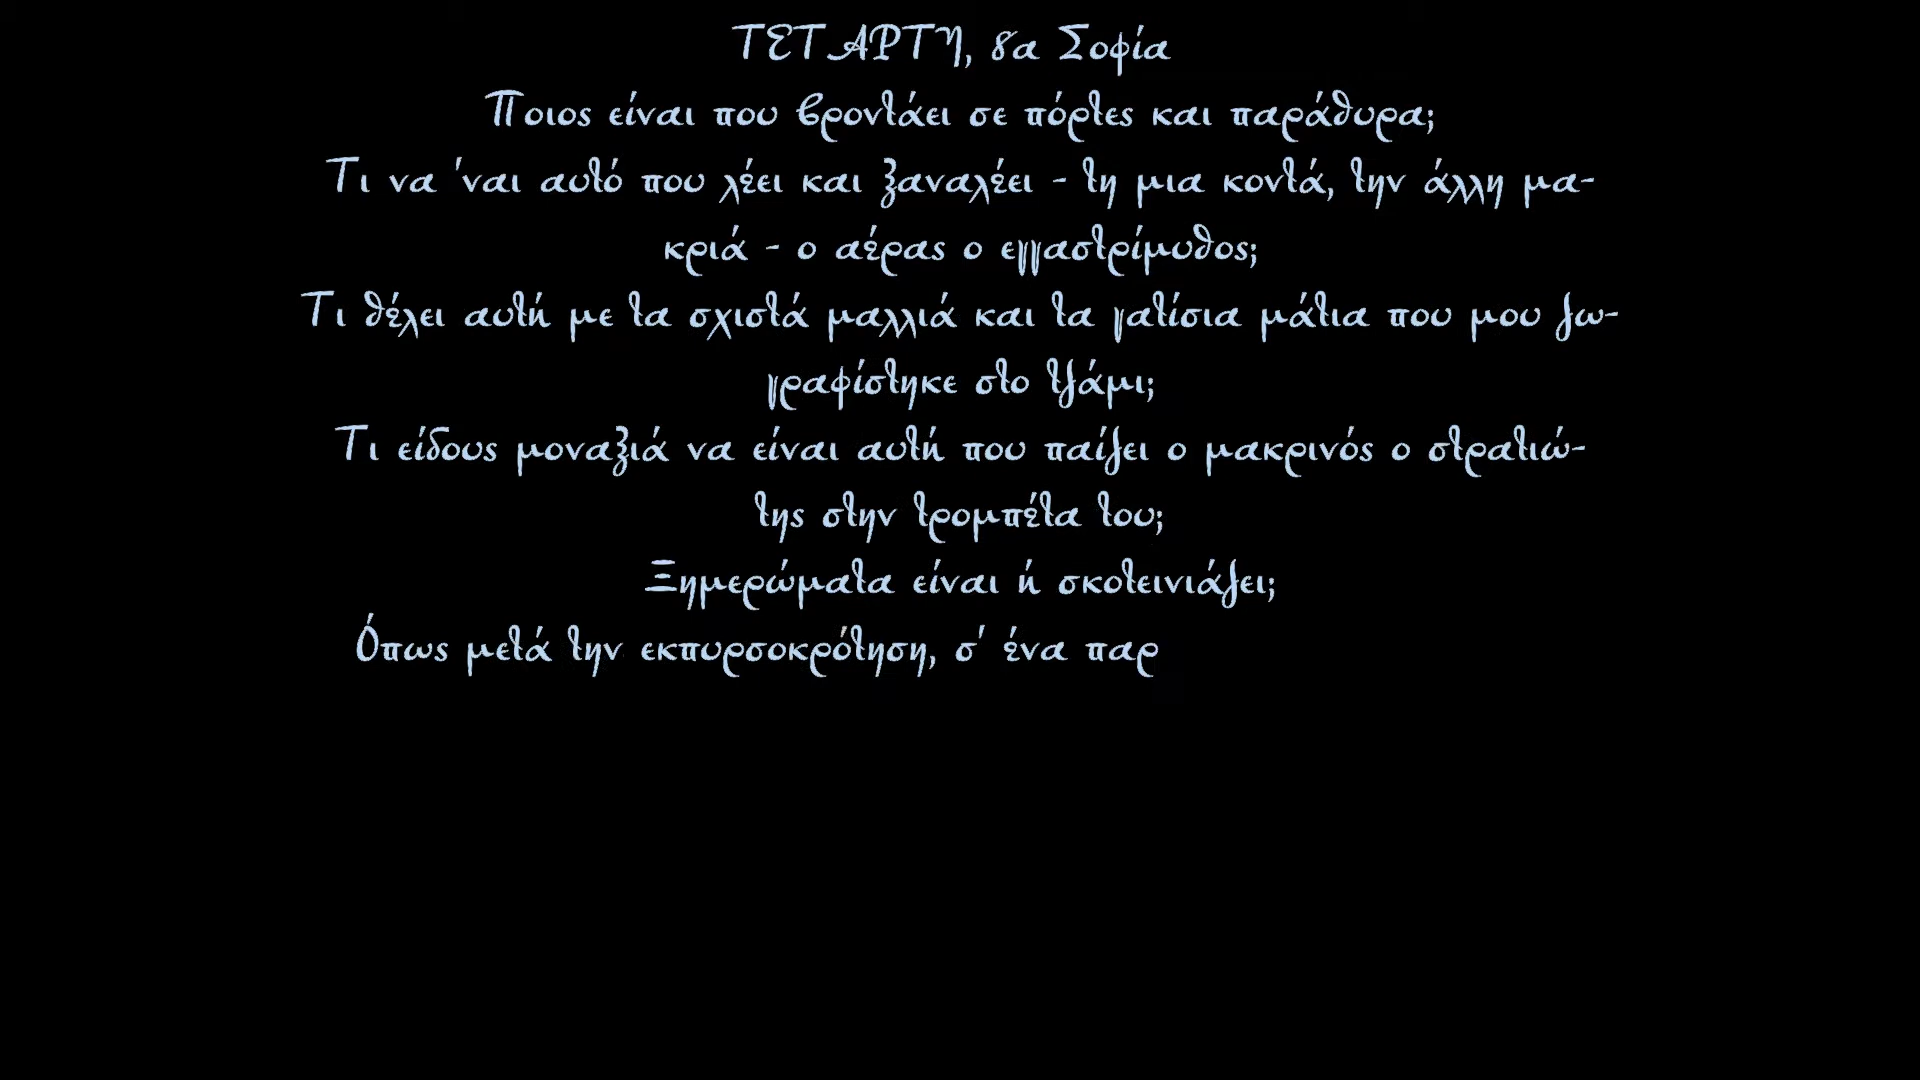 ΤΕΤΑΡΤΗ, 8α Σοφία
Ποιος είναι που βροντάει σε πόρτες και παράθυρα;
Τι να 'ναι αυτό που λέει και ξαναλέει - τη μια κοντά, την άλλη μα-
κριά - ο αέρας ο εγγαστρίμυθος;
Τι θέλει αυτή με τα σχιστά μαλλιά και τα γατίσια μάτια που μου ζω-
γραφίστηκε στο τζάμι;
Τι είδους μοναξιά να είναι αυτή που παίζει ο μακρινός ο στρατιώ-
της στην τρομπέτα του;
Ξημερώματα είναι ή σκοτεινιάζει;
Όπως μετά την εκπυρσοκρότηση, σ' ένα παρ